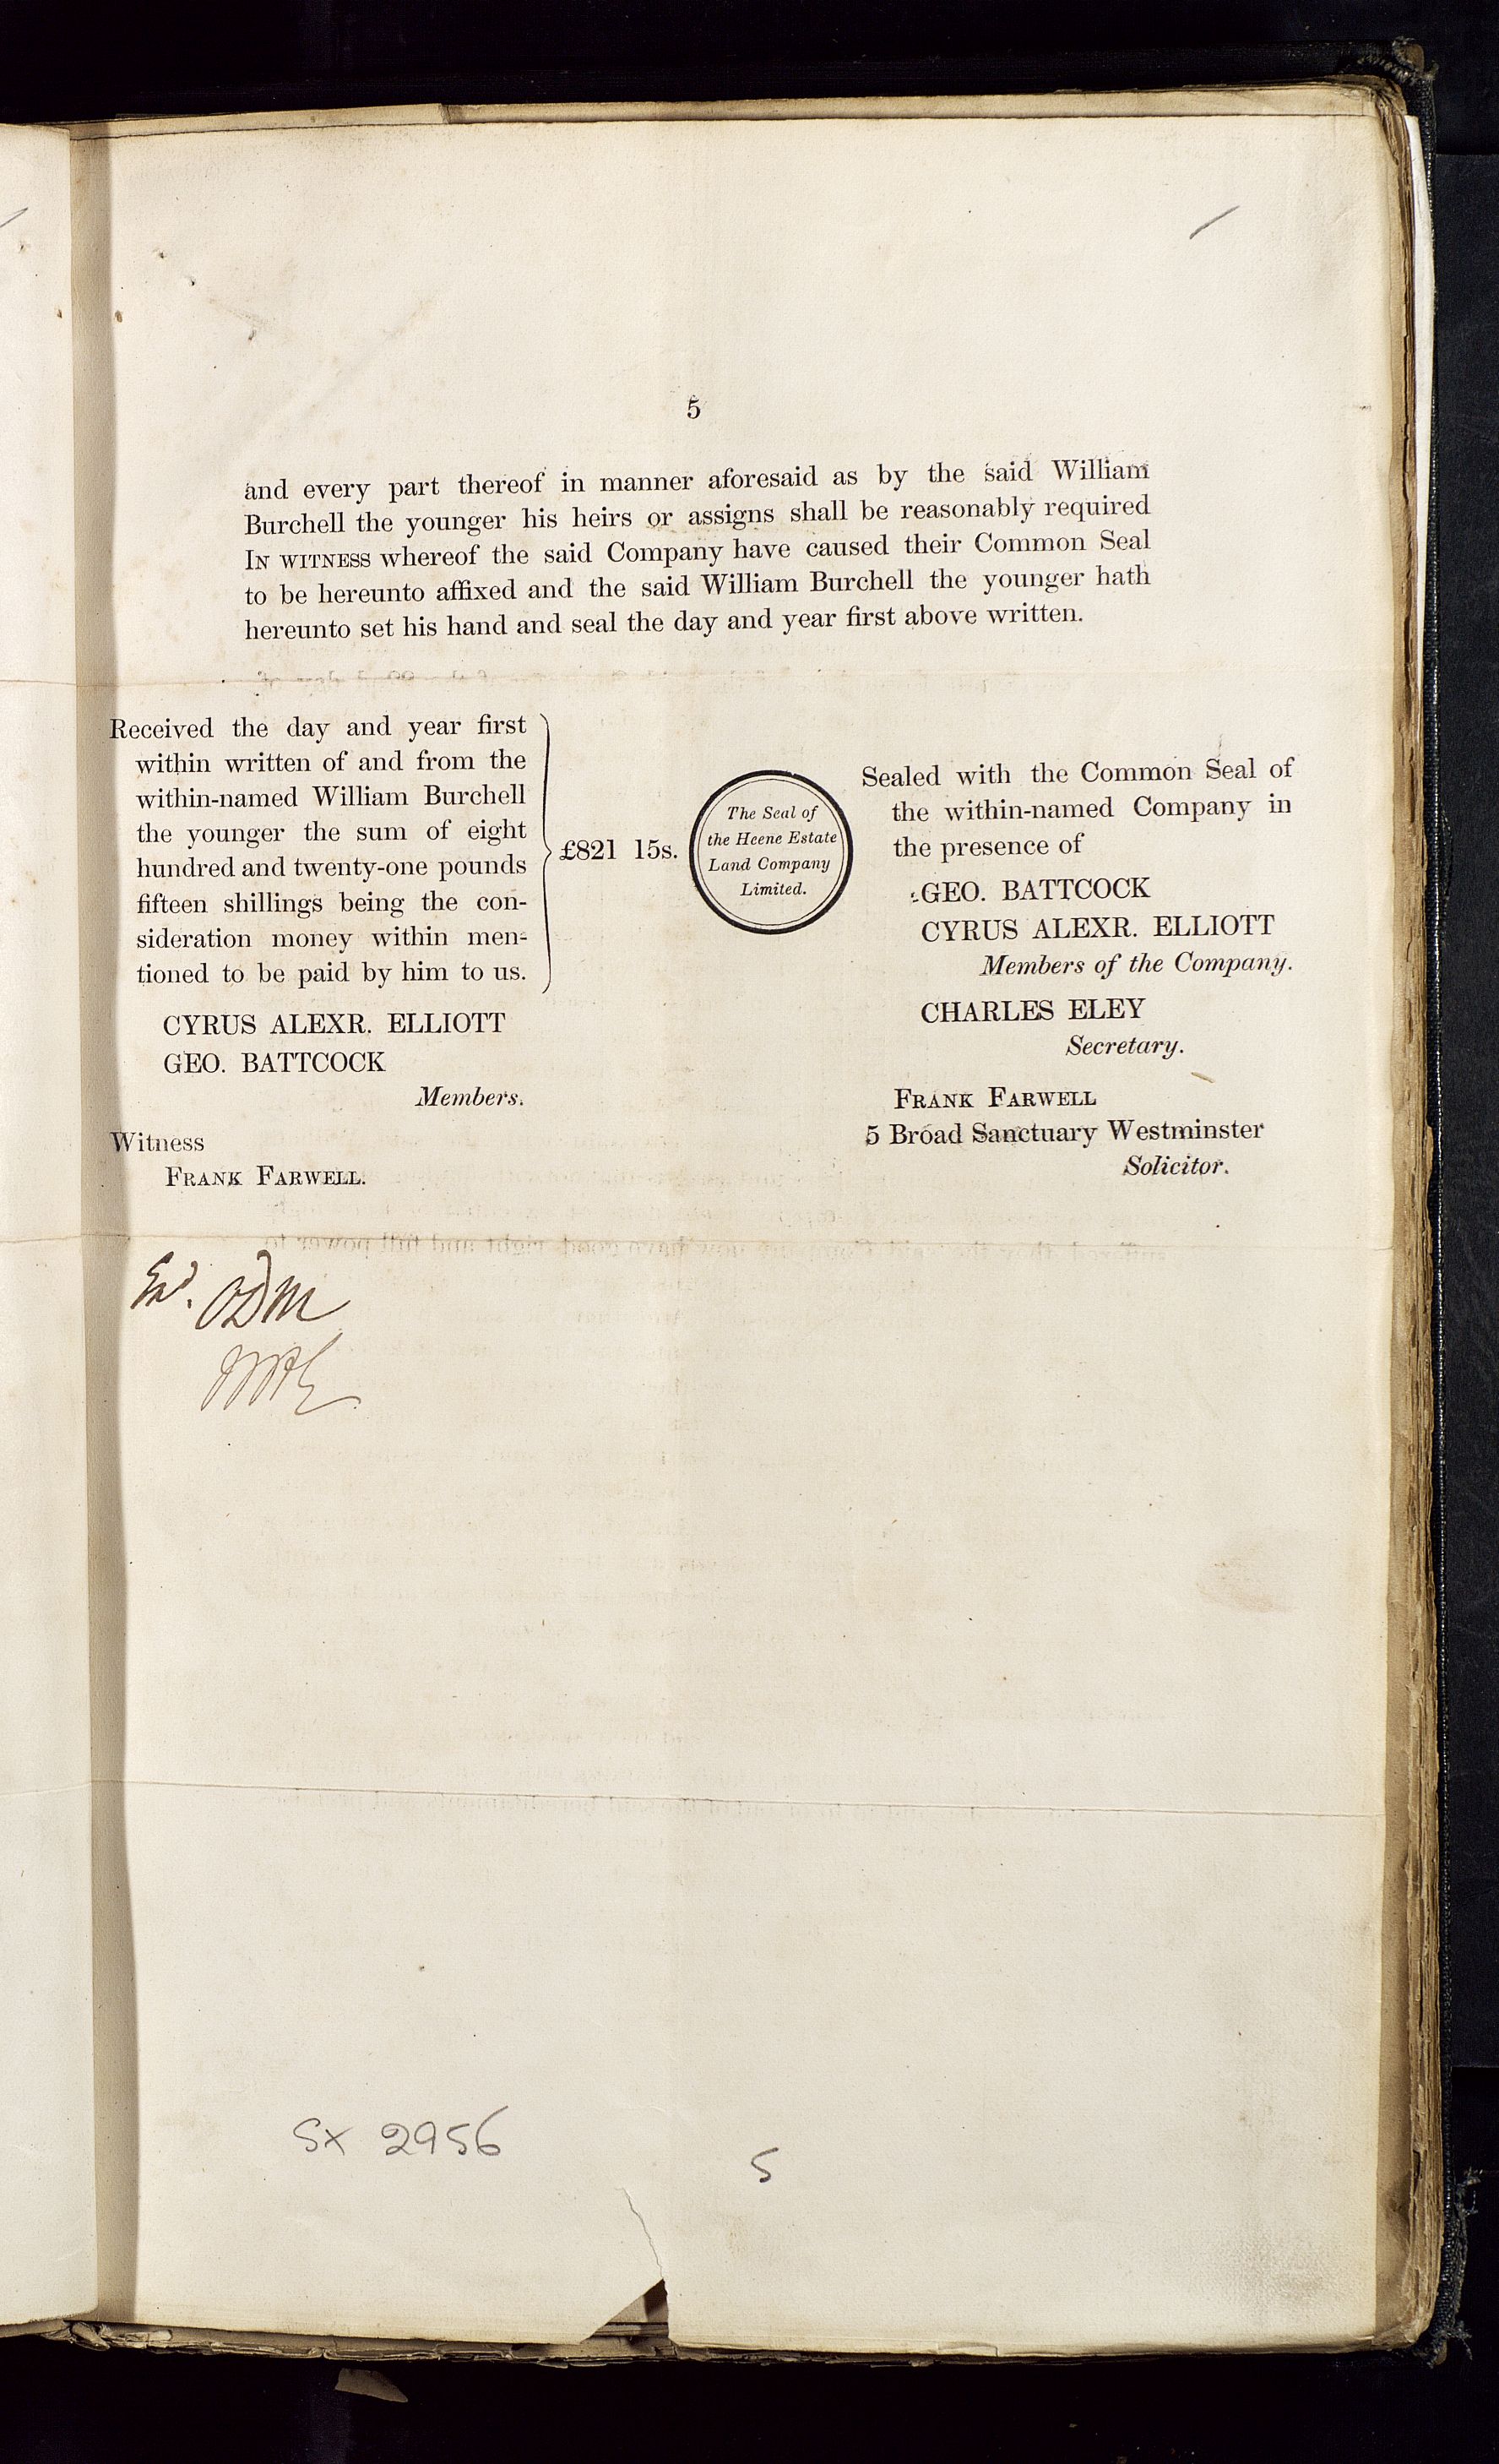 5
and every part thereof in manner aforesaid as by the said William
Burchell the younger his heirs or assigns shall be reasonably required
IN WITNESS whereof the said Company have caused their Common Seal
to be hereunto affixed and the said William Burchell the younger hath
hereunto set his hand and seal the day and year first above written.
Received the day and year first
within written of and from the
within-named William Burchell
the younger the sum of eight
hundred and twenty-one pounds
fifteen shillings being the con-
sideration money within men-
tioned to be paid by him to us.
£821 15s.
CYRUS ALEXR. ELLIOTT
GEO. BATTCOCK
Members.
Witness
FRANK FARWELL.
The Seal of
the Heene Estate
Land Company
Limited.
Sealed with the Common Seal of
the within-named Company in
the presence of
GEO. BATTCOCK
CYRUS ALEXR. ELLIOTT
Members of the Company.
CHARLES ELEY
Secretary.
FRANK FARWELL
5 Broad Sanctuary Westminster
Solicitor.
SX 2956
5